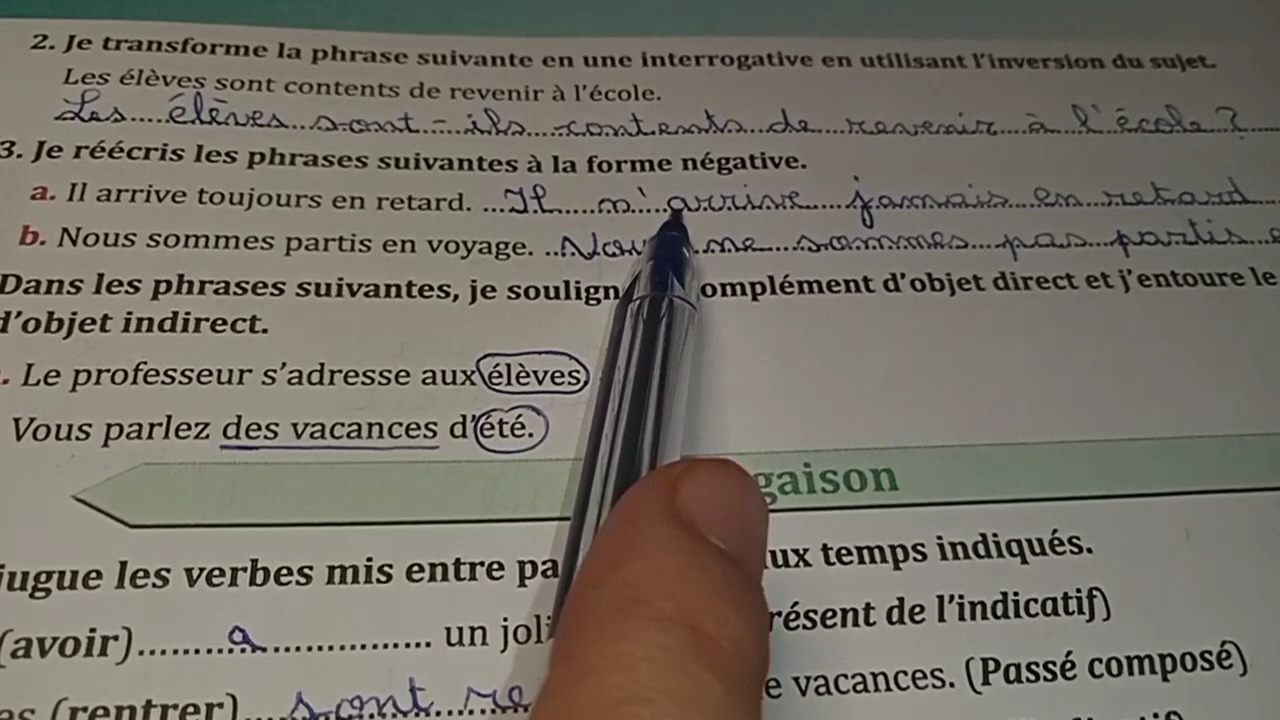 2. Je transforme la phrase suivante en une interrogative en utilisant l'inversion du sujet.
Les élèves sont contents de revenir à l'école.
Les élèves sont-ils contents de revenir à l'école ?
3. Je réécris les phrases suivantes à la forme négative.
a. Il arrive toujours en retard. Il n'arrive jamais en retard
b. Nous sommes partis en voyage. ne sommes pas partis
Dans les phrases suivantes, je soulign omplément d'objet direct et j'entoure le
d'objet indirect.
. Le professeur s'adresse aux élèves
Vous parlez des vacances d'été.
gaison
jugue les verbes mis entre pa ux temps indiqués.
(avoir) a un joli résent de l'indicatif)
(rentrer) sont re e vacances. (Passé composé)